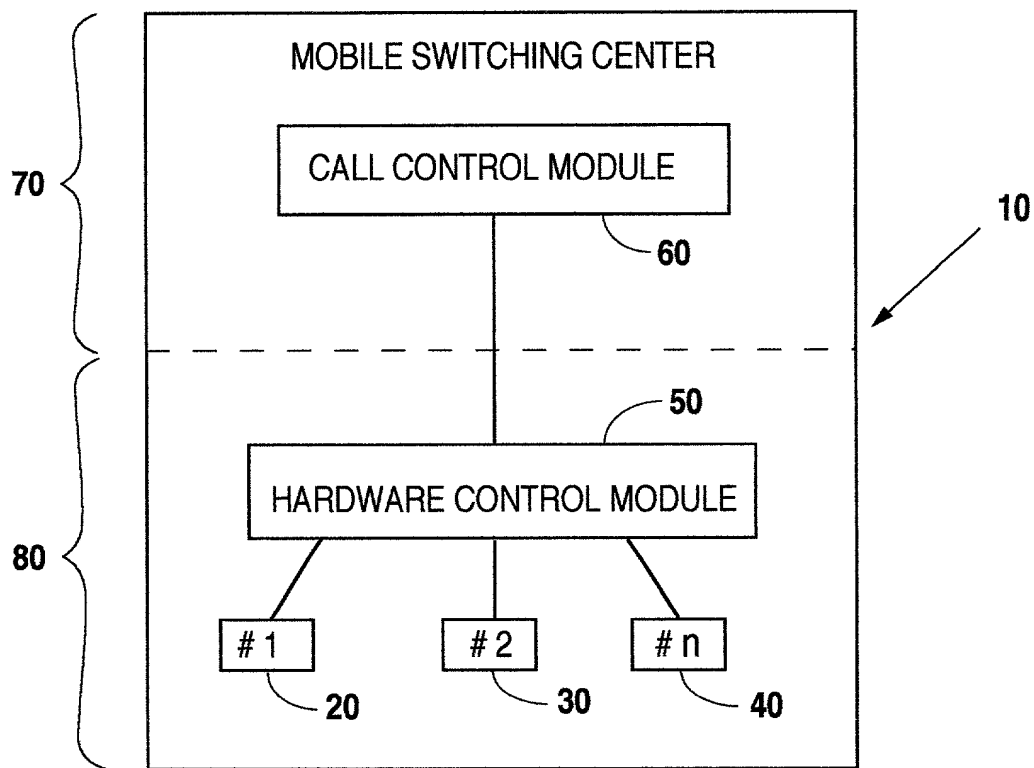 MOBILE SWITCHING CENTER
CALL CONTROL MODULE
70
10
60
50
HARDWARE CONTROL MODULE
80
# 1
# 2
# n
20
30
40